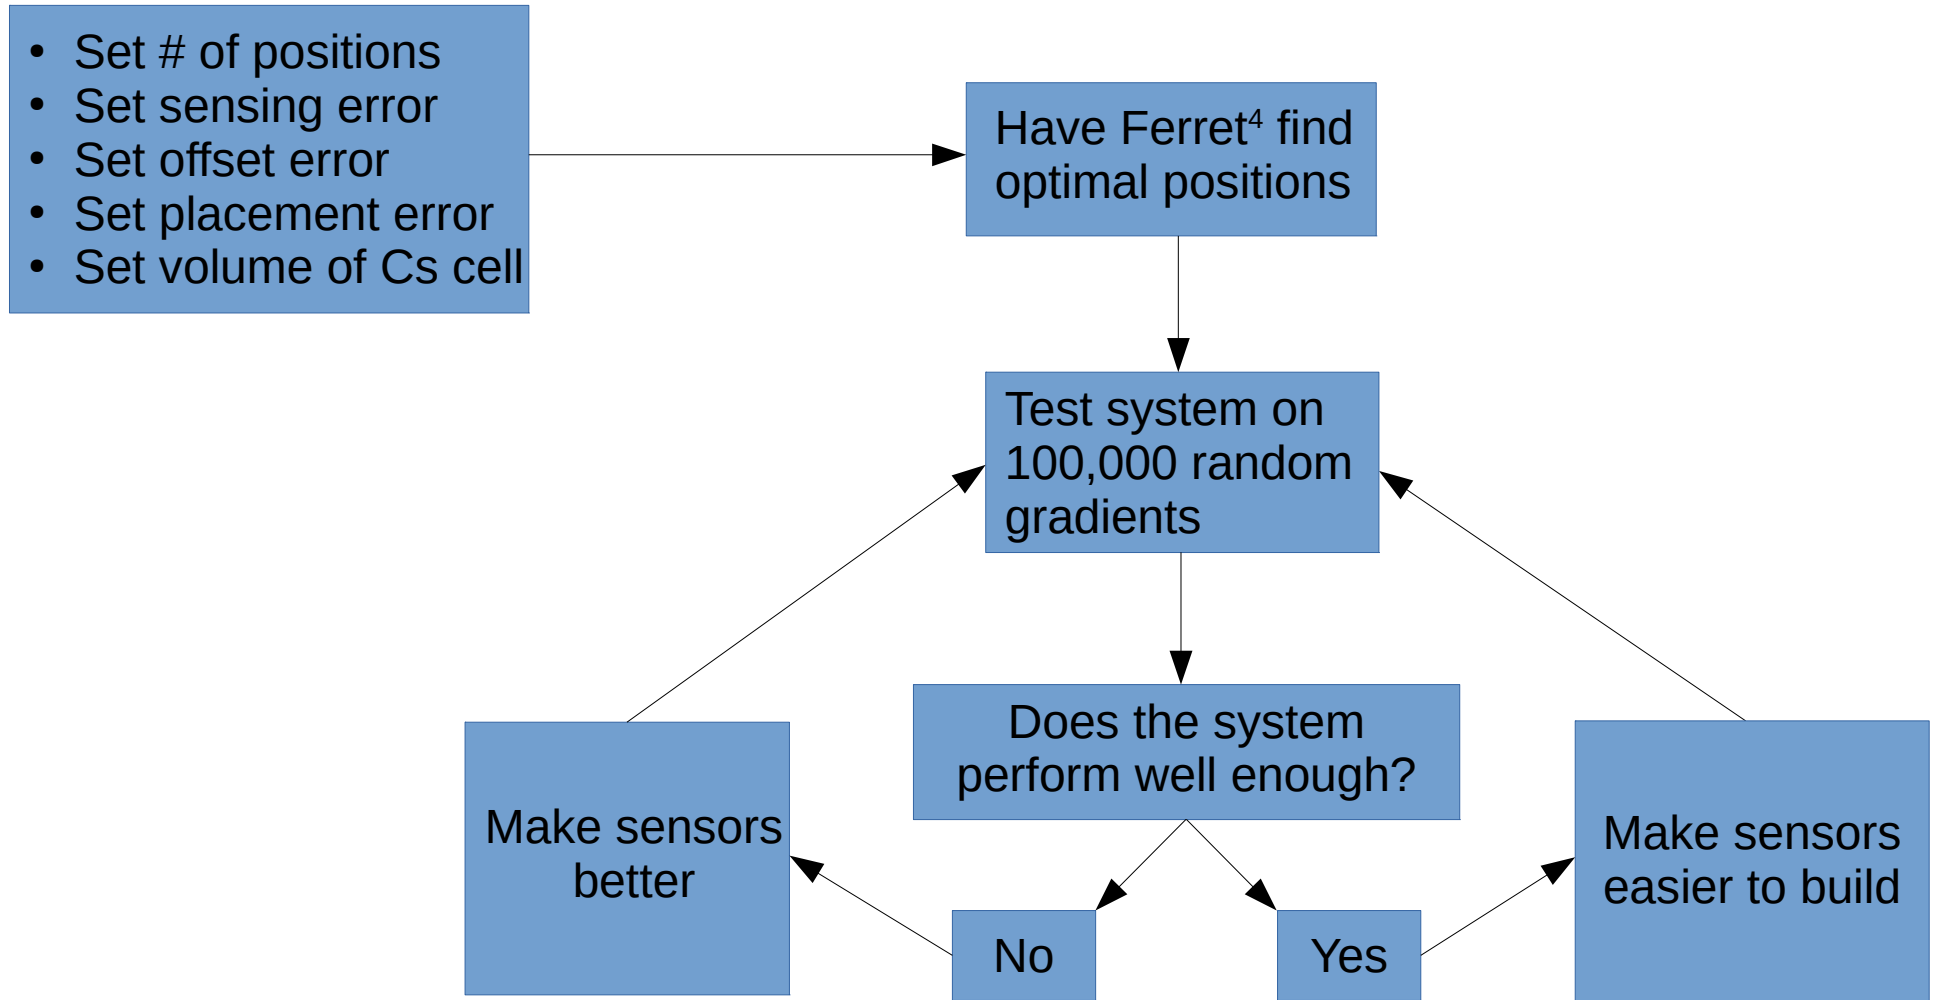 • Set # of positions
• Set sensing error
• Set offset error
• Set placement error
• Set volume of Cs cell
Have Ferret⁴ find
optimal positions
Test system on
100,000 random
gradients
Does the system
perform well enough?
Make sensors
better
Make sensors
easier to build
No
Yes